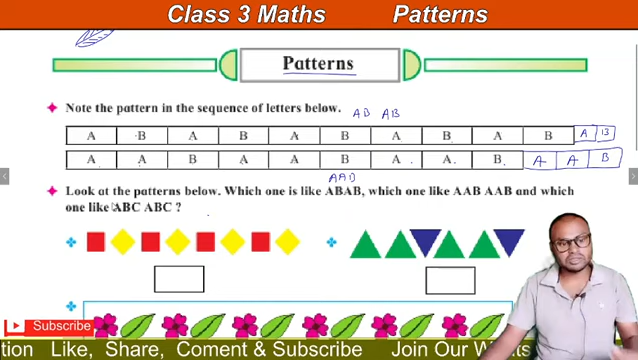 Class 3 Maths Patterns
Patterns
Note the pattern in the sequence of letters below.
AB AB
A B A B A B A B A B A B
A A B A A B A A B A A B
AAB
Look at the patterns below. Which one is like ABAB, which one like AAB AAB and which
one like ABC ABC ?
Subscribe
tion Like, Share, Coment & Subscribe Join Our